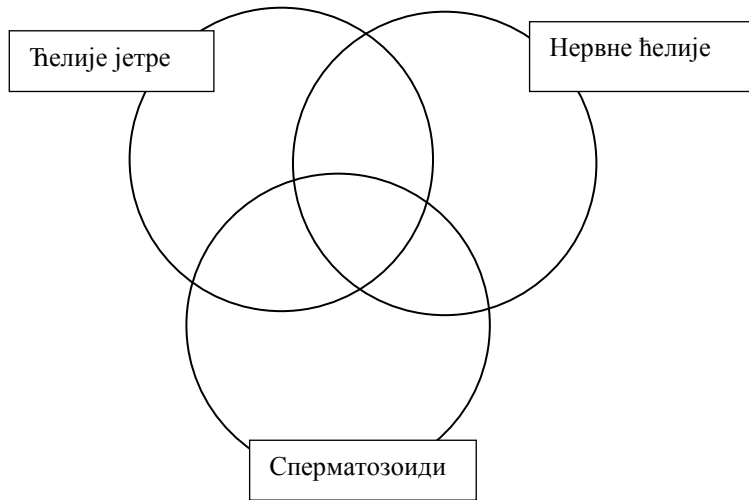 Ћелије јетре
Нервне ћелије
Сперматозоиди